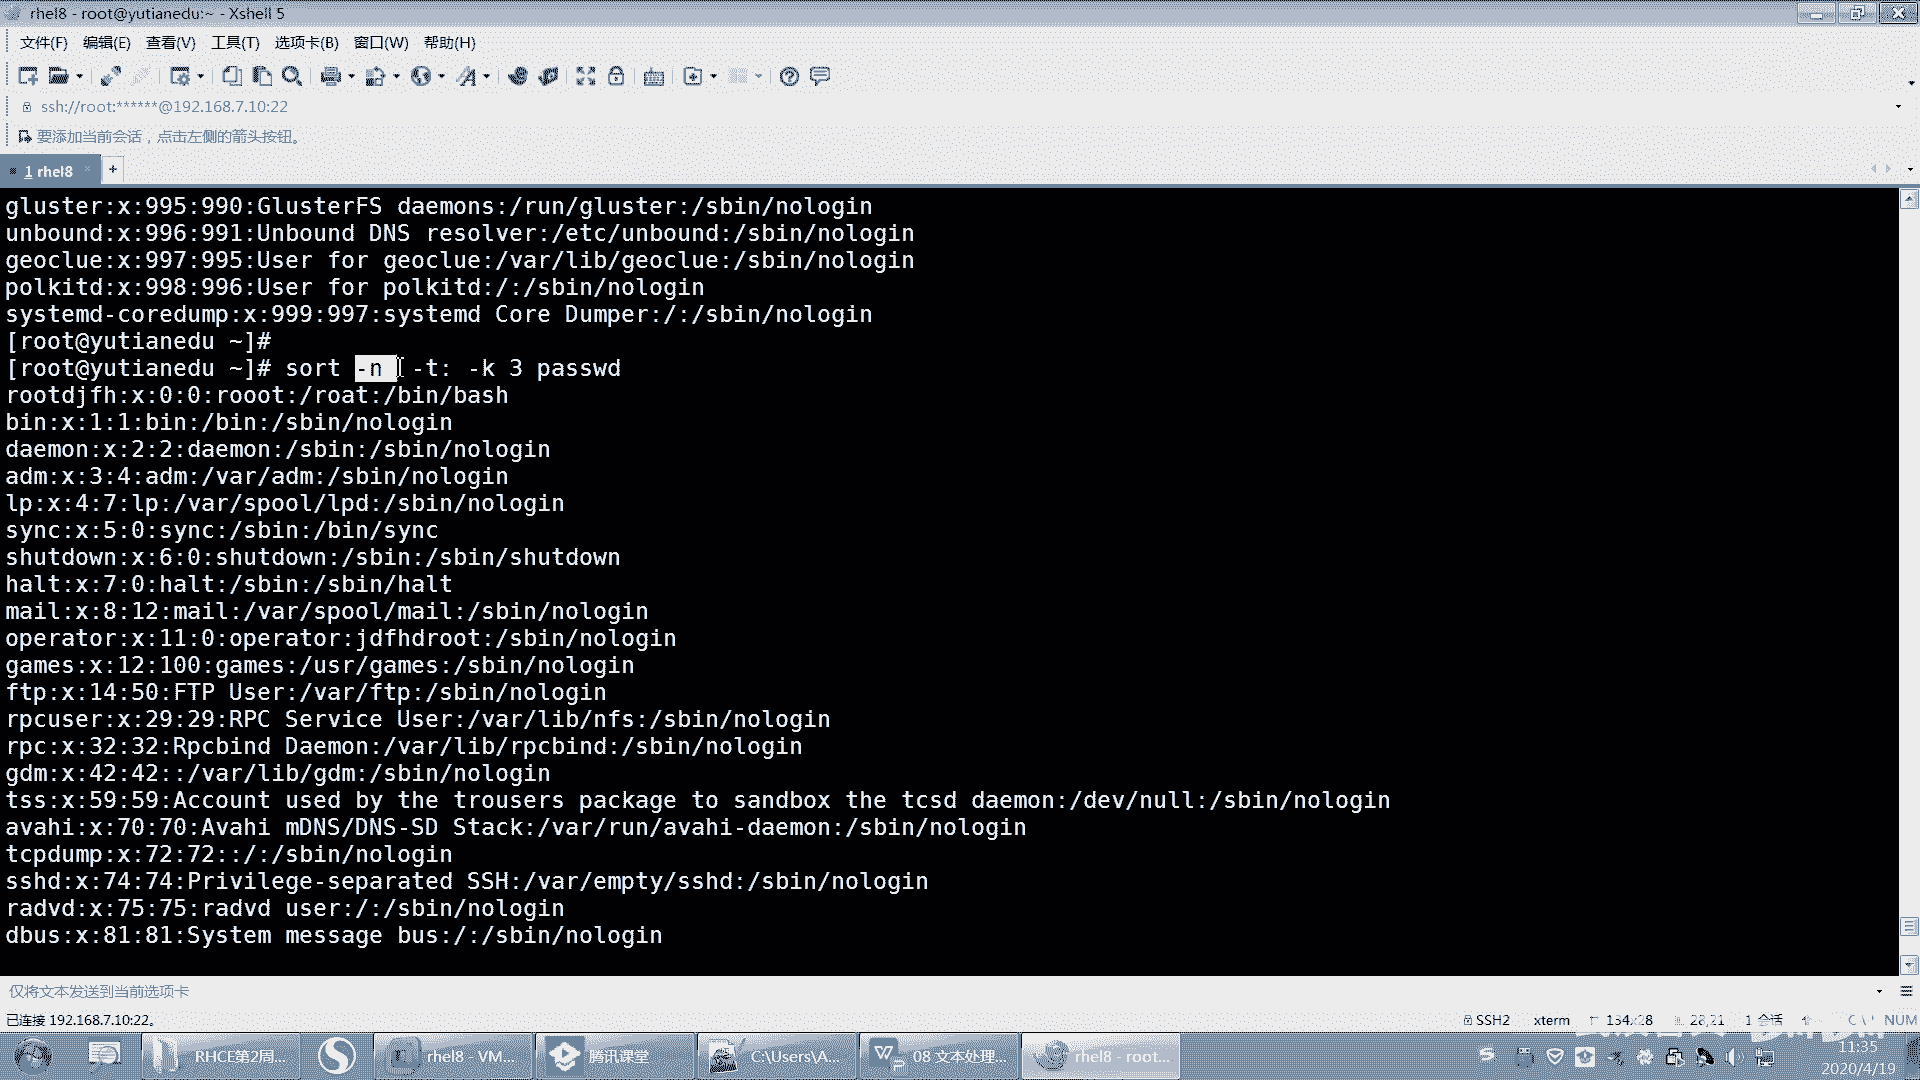 rhel8 - root@yutianedu:~ - Xshell 5
文件(F) 编辑(E) 查看(V) 工具(T) 选项卡(B) 窗口(W) 帮助(H)
ssh://root:******@192.168.7.10:22
要添加当前会话，点击左侧的箭头按钮。
1 rhel8 × +
gluster:x:995:990:GlusterFS daemons:/run/gluster:/sbin/nologin
unbound:x:996:991:Unbound DNS resolver:/etc/unbound:/sbin/nologin
geoclue:x:997:995:User for geoclue:/var/lib/geoclue:/sbin/nologin
polkitd:x:998:996:User for polkitd:/:/sbin/nologin
systemd-coredump:x:999:997:systemd Core Dumper:/:/sbin/nologin
[root@yutianedu ~]#
[root@yutianedu ~]# sort -n  -t: -k 3 passwd
rootdjfh:x:0:0:rooot:/roat:/bin/bash
bin:x:1:1:bin:/bin:/sbin/nologin
daemon:x:2:2:daemon:/sbin:/sbin/nologin
adm:x:3:4:adm:/var/adm:/sbin/nologin
lp:x:4:7:lp:/var/spool/lpd:/sbin/nologin
sync:x:5:0:sync:/sbin:/bin/sync
shutdown:x:6:0:shutdown:/sbin:/sbin/shutdown
halt:x:7:0:halt:/sbin:/sbin/halt
mail:x:8:12:mail:/var/spool/mail:/sbin/nologin
operator:x:11:0:operator:jdfhdroot:/sbin/nologin
games:x:12:100:games:/usr/games:/sbin/nologin
ftp:x:14:50:FTP User:/var/ftp:/sbin/nologin
rpcuser:x:29:29:RPC Service User:/var/lib/nfs:/sbin/nologin
rpc:x:32:32:Rpcbind Daemon:/var/lib/rpcbind:/sbin/nologin
gdm:x:42:42::/var/lib/gdm:/sbin/nologin
tss:x:59:59:Account used by the trousers package to sandbox the tcsd daemon:/dev/null:/sbin/nologin
avahi:x:70:70:Avahi mDNS/DNS-SD Stack:/var/run/avahi-daemon:/sbin/nologin
tcpdump:x:72:72::/:/sbin/nologin
sshd:x:74:74:Privilege-separated SSH:/var/empty/sshd:/sbin/nologin
radvd:x:75:75:radvd user:/:/sbin/nologin
dbus:x:81:81:System message bus:/:/sbin/nologin
仅将文本发送到当前选项卡
已连接 192.168.7.10:22。 SSH2 xterm 134x28 28,21 1 会话 NUM
RHCE第2周... rhel8 - VM... 腾讯课堂 C:\Users\A... 08 文本处理... rhel8 - root...
11:35
2020/4/19